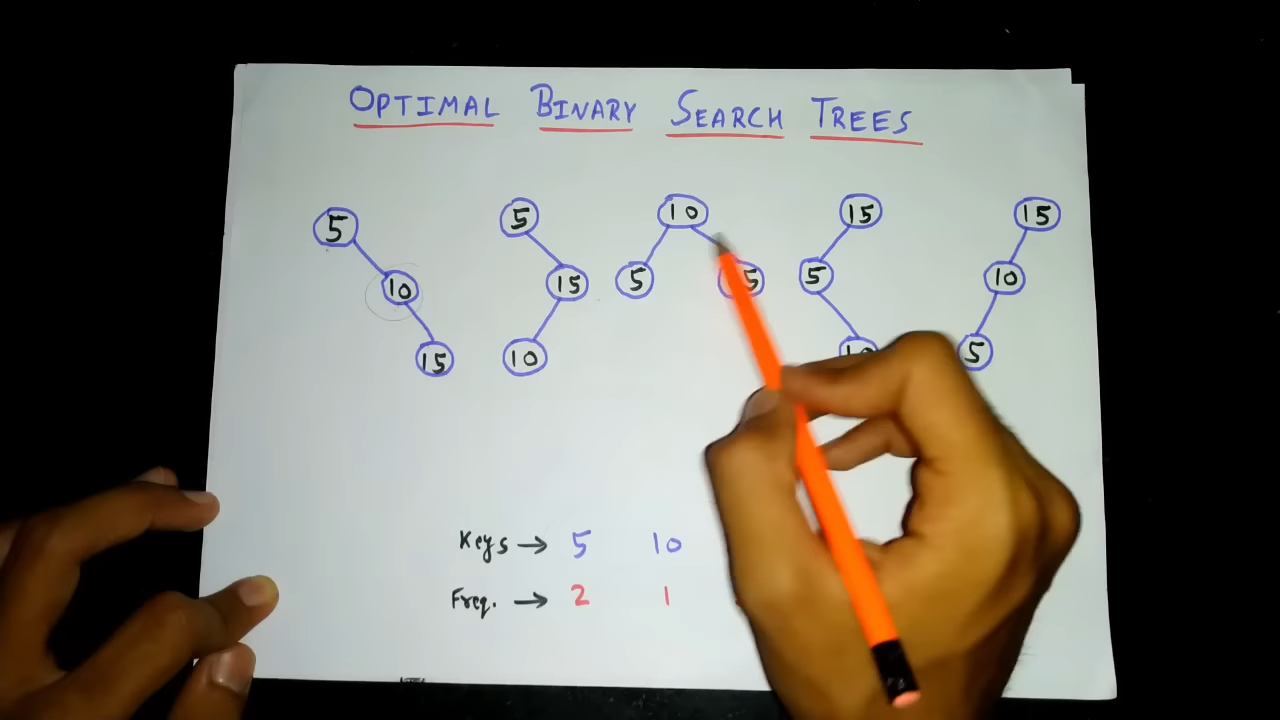 OPTIMAL BINARY SEARCH TREES
5 5 10 15 15
10 15 5 5 10
15 10 5
Keys → 5 10
Freq. → 2 1